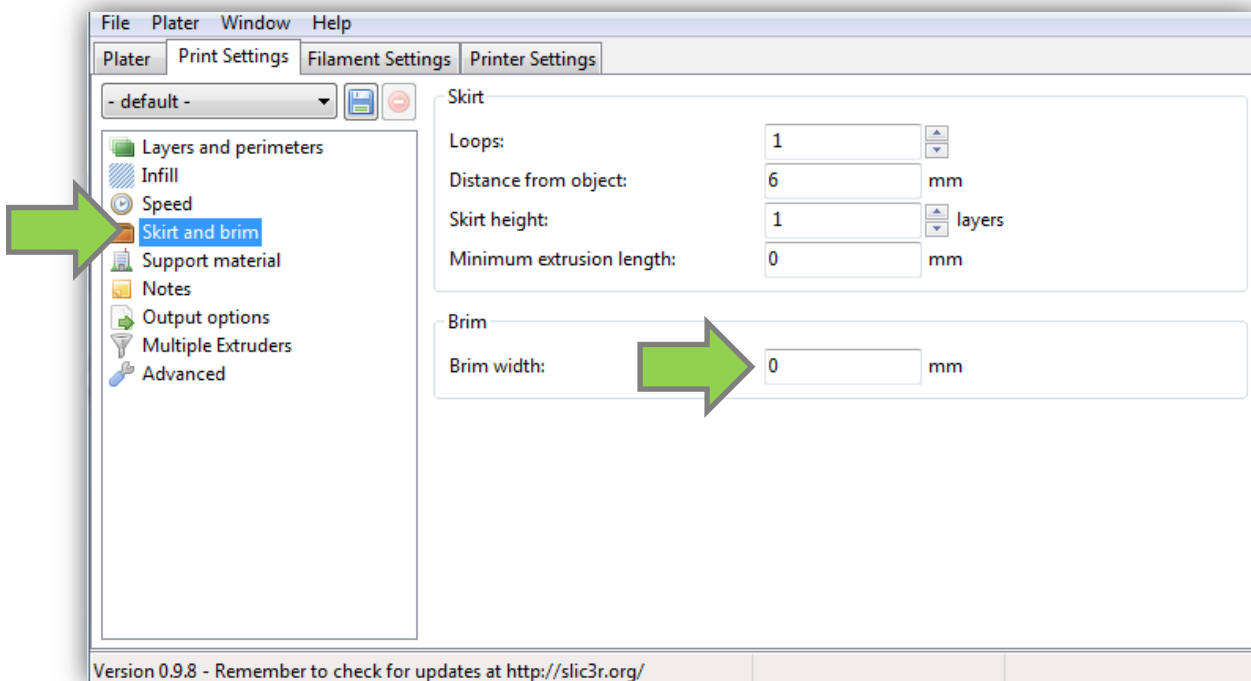 File Plater Window Help
Plater Print Settings Filament Settings Printer Settings
- default -
Layers and perimeters
Infill
Speed
Skirt and brim
Support material
Notes
Output options
Multiple Extruders
Advanced
Skirt
Loops: 1
Distance from object: 6 mm
Skirt height: 1 layers
Minimum extrusion length: 0 mm
Brim
Brim width: 0 mm
Version 0.9.8 - Remember to check for updates at http://slic3r.org/